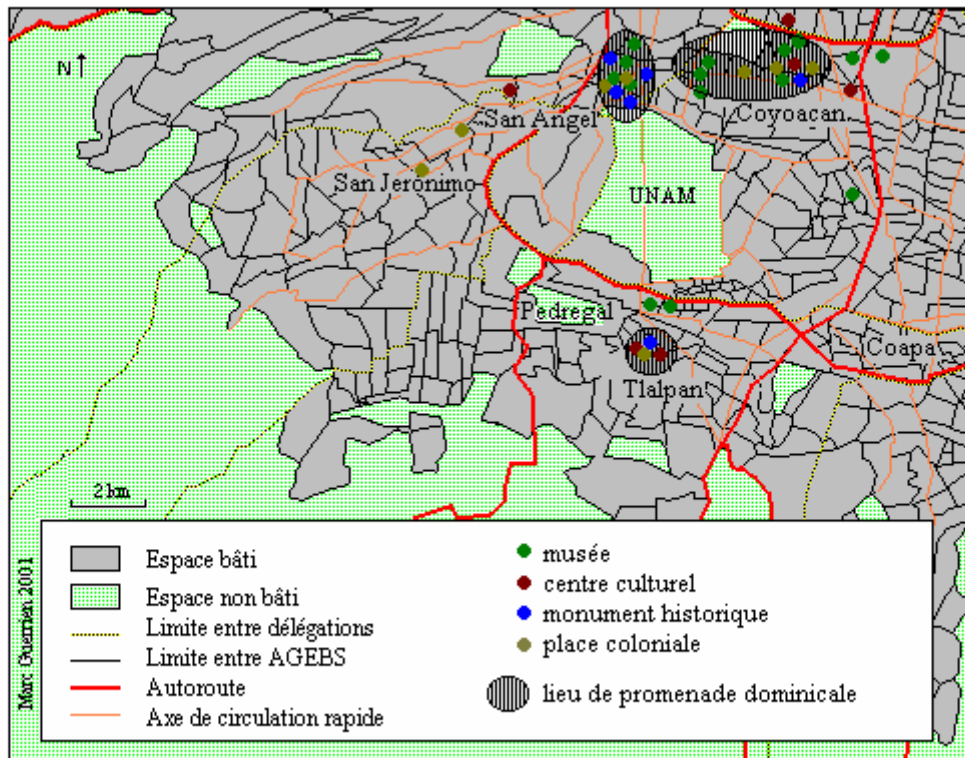 N
San Angel
Coyoacan
San Jeronimo
UNAM
Pedregal
Coapa
Tlalpan
2 km
Marc Guerrien 2001
Espace bâti
Espace non bâti
Limite entre délégations
Limite entre AGEBS
Autoroute
Axe de circulation rapide
musée
centre culturel
monument historique
place coloniale
lieu de promenade dominicale